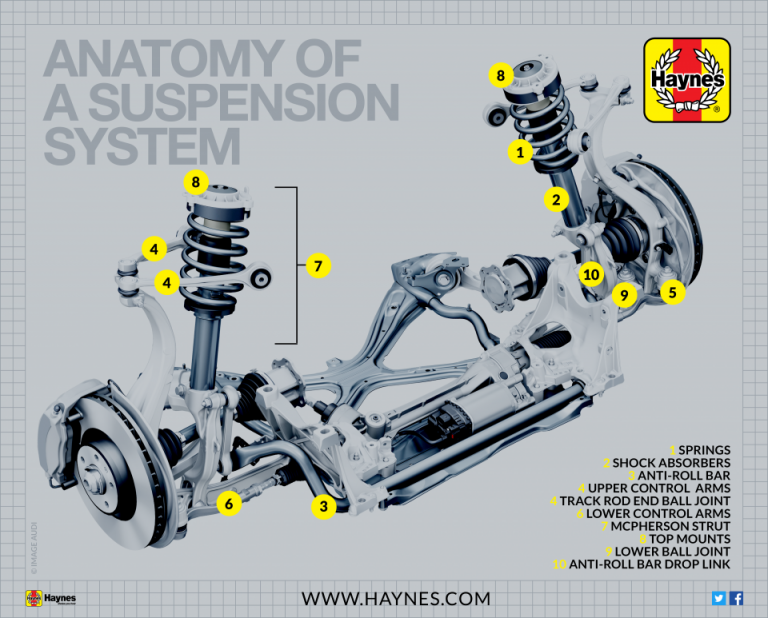 ANATOMY OF
A SUSPENSION
SYSTEM
Haynes
®
8
1
2
8
4
4
7
10
9
5
6
3
1 SPRINGS
2 SHOCK ABSORBERS
3 ANTI-ROLL BAR
4 UPPER CONTROL ARMS
4 TRACK ROD END BALL JOINT
6 LOWER CONTROL ARMS
7 MCPHERSON STRUT
8 TOP MOUNTS
9 LOWER BALL JOINT
10 ANTI-ROLL BAR DROP LINK
© IMAGE AUDI
Haynes
Haynes
WWW.HAYNES.COM